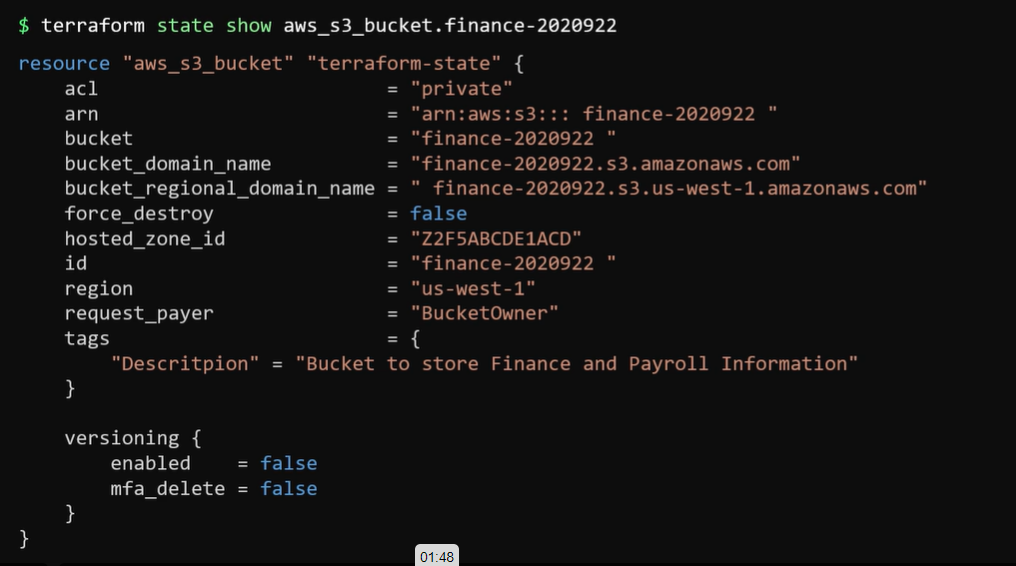 $ terraform state show aws_s3_bucket.finance-2020922
resource "aws_s3_bucket" "terraform-state" {
    acl                         = "private"
    arn                         = "arn:aws:s3::: finance-2020922 "
    bucket                      = "finance-2020922 "
    bucket_domain_name          = "finance-2020922.s3.amazonaws.com"
    bucket_regional_domain_name = " finance-2020922.s3.us-west-1.amazonaws.com"
    force_destroy               = false
    hosted_zone_id              = "Z2F5ABCDE1ACD"
    id                          = "finance-2020922 "
    region                      = "us-west-1"
    request_payer               = "BucketOwner"
    tags                        = {
        "Descritpion" = "Bucket to store Finance and Payroll Information"
    }
    versioning {
        enabled    = false
        mfa_delete = false
    }
}
01:48